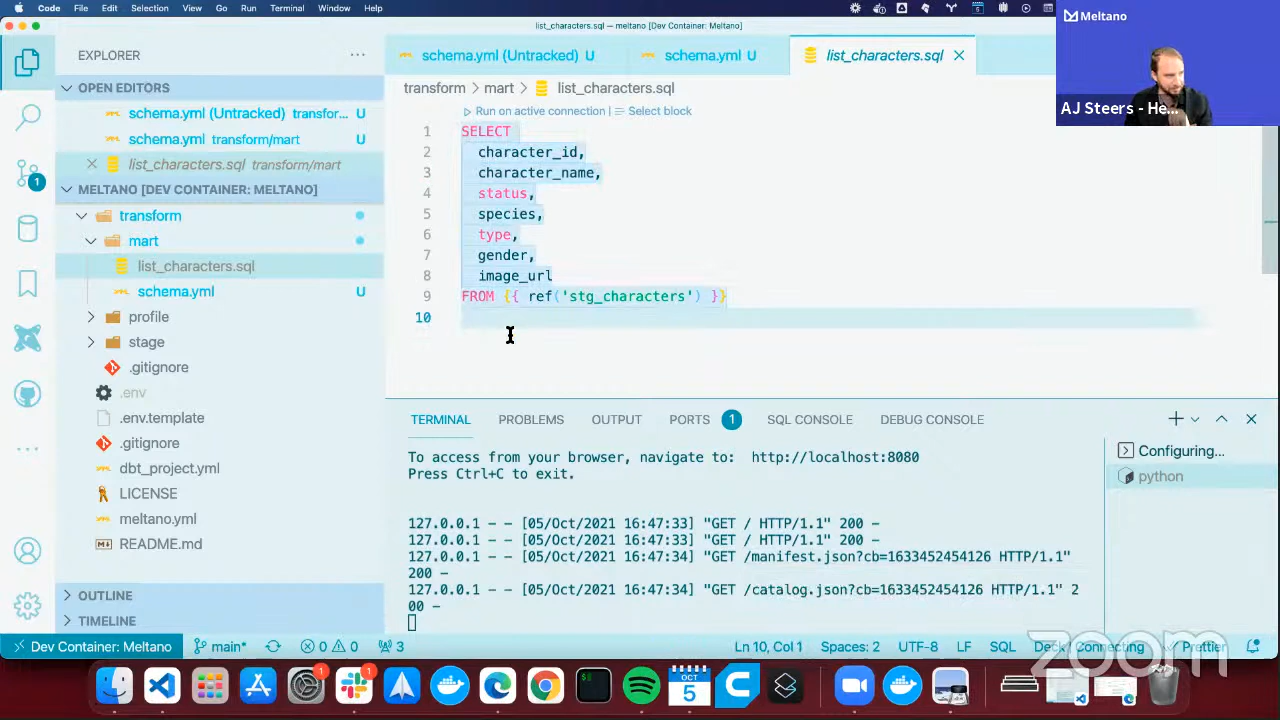 Code File Edit Selection View Go Run Terminal Window Help
list_characters.sql — meltano [Dev Container: Meltano]
Meltano
AJ Steers - He...
EXPLORER
schema.yml (Untracked) U
schema.yml U
list_characters.sql
OPEN EDITORS
schema.yml (Untracked) transfor... U
schema.yml transform/mart U
list_characters.sql transform/mart
MELTANO [DEV CONTAINER: MELTANO]
transform
mart
list_characters.sql
schema.yml U
profile
stage
.gitignore
.env
.env.template
.gitignore
dbt_project.yml
LICENSE
meltano.yml
README.md
OUTLINE
TIMELINE
1
transform > mart > list_characters.sql
Run on active connection | Select block
1 SELECT
2 character_id,
3 character_name,
4 status,
5 species,
6 type,
7 gender,
8 image_url
9 FROM {{ ref('stg_characters') }}
10
TERMINAL PROBLEMS OUTPUT PORTS 1 SQL CONSOLE DEBUG CONSOLE
To access from your browser, navigate to: http://localhost:8080
Press Ctrl+C to exit.
127.0.0.1 - - [05/Oct/2021 16:47:33] "GET / HTTP/1.1" 200 -
127.0.0.1 - - [05/Oct/2021 16:47:33] "GET / HTTP/1.1" 200 -
127.0.0.1 - - [05/Oct/2021 16:47:34] "GET /manifest.json?cb=1633452454126 HTTP/1.1"
200 -
127.0.0.1 - - [05/Oct/2021 16:47:34] "GET /catalog.json?cb=1633452454126 HTTP/1.1" 2
00 -
Configuring...
python
Dev Container: Meltano main* 0 0 3 Ln 10, Col 1 Spaces: 2 UTF-8 LF SQL Connecting Prettier
zoom
1
1
OCT
5